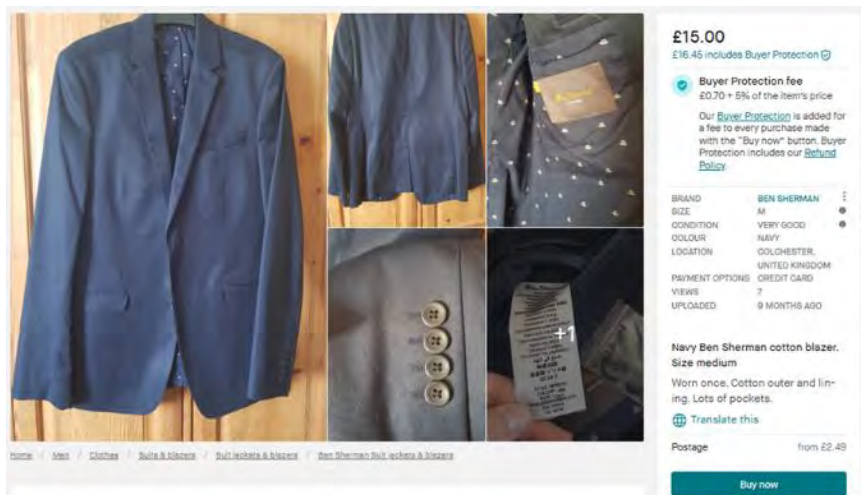 £15.00
£16.45 includes Buyer Protection
Buyer Protection fee
£0.70 + 5% of the item's price
Our Buyer Protection is added for
a fee to every purchase made
with the "Buy now" button. Buyer
Protection includes our Refund
Policy.
BRAND BEN SHERMAN
SIZE M
CONDITION VERY GOOD
COLOUR NAVY
LOCATION COLCHESTER,
UNITED KINGDOM
PAYMENT OPTIONS CREDIT CARD
VIEWS 7
UPLOADED 9 MONTHS AGO
Navy Ben Sherman cotton blazer.
Size medium
Worn once. Cotton outer and lin-
ing. Lots of pockets.
Translate this
Postage from £2.49
Buy now
+1
Home / Men / Clothes / Suits & blazers / Suit jackets & blazers / Ben Sherman Suit jackets & blazers